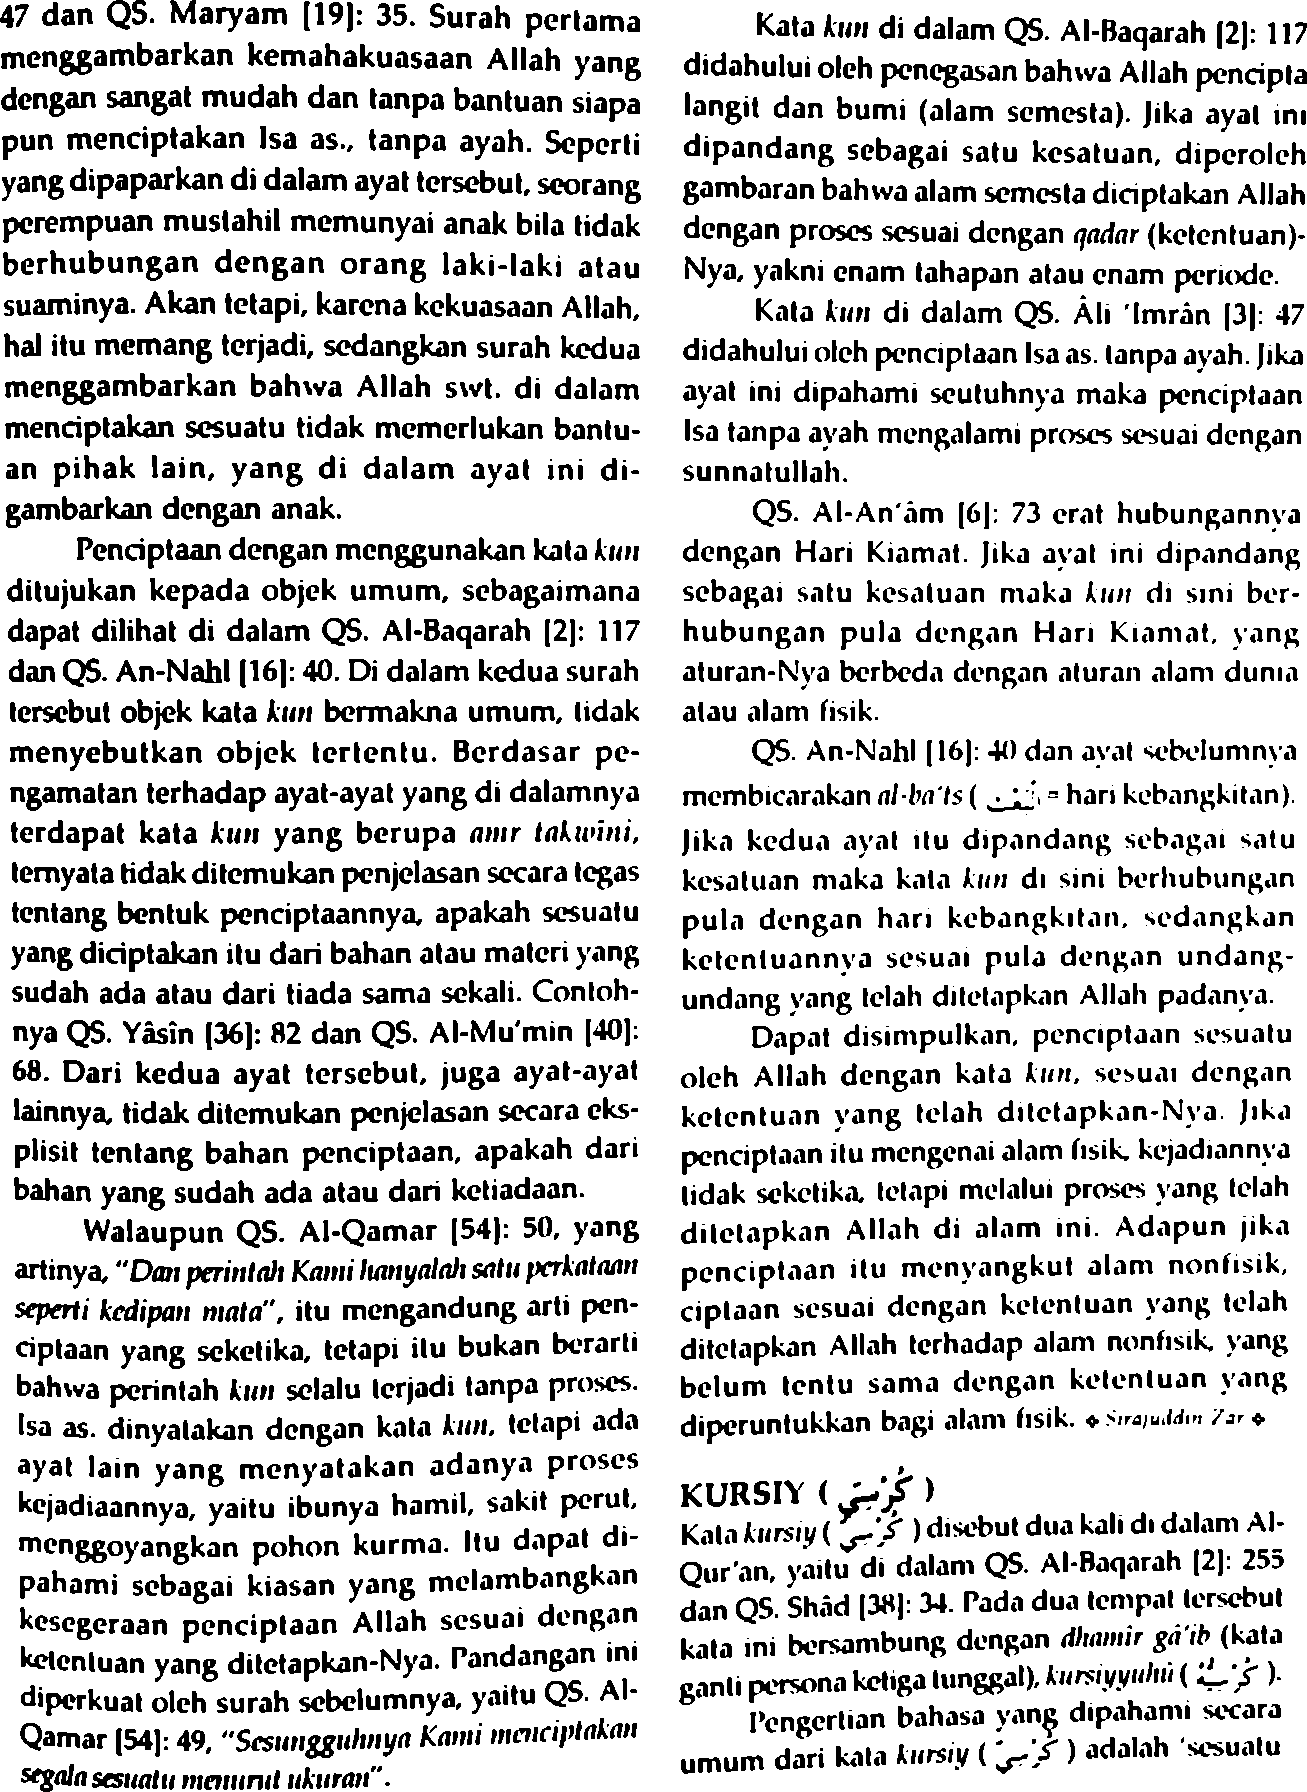 47 dan QS. Maryam [19]: 35. Surah pertama
menggambarkan kemahakuasaan Allah yang
dengan sangat mudah dan tanpa bantuan siapa
pun menciptakan Isa as., tanpa ayah. Seperti
yang dipaparkan di dalam ayat tersebut, seorang
perempuan mustahil memunyai anak bila tidak
berhubungan dengan orang laki-laki atau
suaminya. Akan tetapi, karena kekuasaan Allah,
hal itu memang terjadi, sedangkan surah kedua
menggambarkan bahwa Allah swt. di dalam
menciptakan sesuatu tidak memerlukan bantu-
an pihak lain, yang di dalam ayat ini di-
gambarkan dengan anak.
Penciptaan dengan menggunakan kata kun
ditujukan kepada objek umum, sebagaimana
dapat dilihat di dalam QS. Al-Baqarah [2]: 117
dan QS. An-Nahl [16]: 40. Di dalam kedua surah
tersebut objek kata kun bermakna umum, tidak
menyebutkan objek tertentu. Berdasar pe-
ngamatan terhadap ayat-ayat yang di dalamnya
terdapat kata kun yang berupa amr takwini,
ternyata tidak ditemukan penjelasan secara tegas
tentang bentuk penciptaannya, apakah sesuatu
yang diciptakan itu dari bahan atau materi yang
sudah ada atau dari tiada sama sekali. Contoh-
nya QS. Yâsîn [36]: 82 dan QS. Al-Mu'min [40]:
68. Dari kedua ayat tersebut, juga ayat-ayat
lainnya, tidak ditemukan penjelasan secara eks-
plisit tentang bahan penciptaan, apakah dari
bahan yang sudah ada atau dari ketiadaan.
Walaupun QS. Al-Qamar [54]: 50, yang
artinya, "Dan perintah Kami hanyalah satu perkataan
seperti kedipan mata", itu mengandung arti pen-
ciptaan yang seketika, tetapi itu bukan berarti
bahwa perintah kun selalu terjadi tanpa proses.
Isa as. dinyatakan dengan kata kun, tetapi ada
ayat lain yang menyatakan adanya proses
kejadiaannya, yaitu ibunya hamil, sakit perut,
menggoyangkan pohon kurma. Itu dapat di-
pahami sebagai kiasan yang melambangkan
kesegeraan penciptaan Allah sesuai dengan
ketentuan yang ditetapkan-Nya. Pandangan ini
diperkuat oleh surah sebelumnya, yaitu QS. Al-
Qamar [54]: 49, "Sesungguhnya Kami menciptakan
segala sesuatu menurut ukuran".
Kata kun di dalam QS. Al-Baqarah [2]: 117
didahului oleh penegasan bahwa Allah pencipta
langit dan bumi (alam semesta). Jika ayat ini
dipandang sebagai satu kesatuan, diperoleh
gambaran bahwa alam semesta diciptakan Allah
dengan proses sesuai dengan qadar (ketentuan)-
Nya, yakni enam tahapan atau enam periode.
Kata kun di dalam QS. Âli 'Imrân [3]: 47
didahului oleh penciptaan Isa as. tanpa ayah. Jika
ayat ini dipahami seutuhnya maka penciptaan
Isa tanpa ayah mengalami proses sesuai dengan
sunnatullah.
QS. Al-An'âm [6]: 73 erat hubungannya
dengan Hari Kiamat. Jika ayat ini dipandang
sebagai satu kesatuan maka kun di sini ber-
hubungan pula dengan Hari Kiamat, yang
aturan-Nya berbeda dengan aturan alam dunia
atau alam fisik.
QS. An-Nahl [16]: 40 dan ayat sebelumnya
membicarakan al-ba'ts ( = hari kebangkitan).
Jika kedua ayat itu dipandang sebagai satu
kesatuan maka kata kun di sini berhubungan
pula dengan hari kebangkitan, sedangkan
ketentuannya sesuai pula dengan undang-
undang yang telah ditetapkan Allah padanya.
Dapat disimpulkan, penciptaan sesuatu
oleh Allah dengan kata kun, sesuai dengan
ketentuan yang telah ditetapkan-Nya. Jika
penciptaan itu mengenai alam fisik, kejadiannya
tidak seketika, tetapi melalui proses yang telah
ditetapkan Allah di alam ini. Adapun jika
penciptaan itu menyangkut alam nonfisik,
ciptaan sesuai dengan ketentuan yang telah
ditetapkan Allah terhadap alam nonfisik, yang
belum tentu sama dengan ketentuan yang
diperuntukkan bagi alam fisik. ❖ Sirajuddin Zar ❖
KURSIY ( كُرْسِيّ )
Kata kursiy ( كُرْسِيّ ) disebut dua kali di dalam Al-
Qur'an, yaitu di dalam QS. Al-Baqarah [2]: 255
dan QS. Shâd [38]: 34. Pada dua tempat tersebut
kata ini bersambung dengan dhamir gâ'ib (kata
ganti persona ketiga tunggal), kursiyyuhû ( ).
Pengertian bahasa yang dipahami secara
umum dari kata kursiy ( كُرْسِيّ ) adalah 'sesuatu